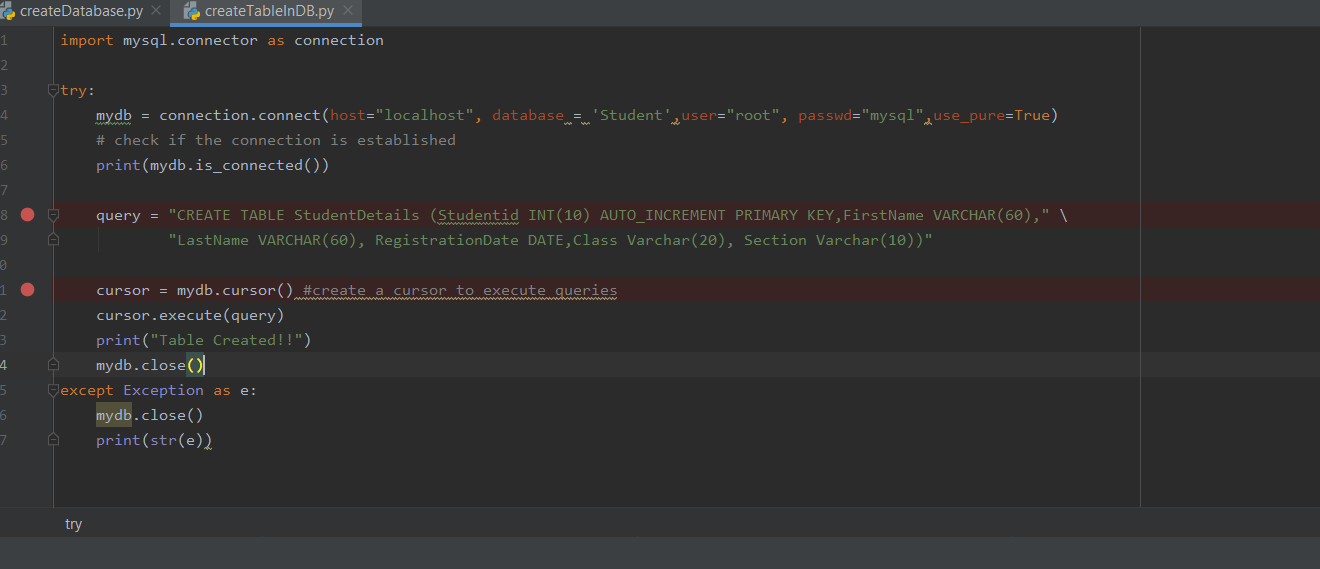 createDatabase.py × createTableInDB.py ×
1 import mysql.connector as connection
2
3 try:
4 mydb = connection.connect(host="localhost", database = 'Student',user="root", passwd="mysql",use_pure=True)
5 # check if the connection is established
6 print(mydb.is_connected())
7
8 query = "CREATE TABLE StudentDetails (Studentid INT(10) AUTO_INCREMENT PRIMARY KEY,FirstName VARCHAR(60)," \
9 "LastName VARCHAR(60), RegistrationDate DATE,Class Varchar(20), Section Varchar(10))"
0
1 cursor = mydb.cursor() #create a cursor to execute queries
2 cursor.execute(query)
3 print("Table Created!!")
4 mydb.close()
5 except Exception as e:
6 mydb.close()
7 print(str(e))
try